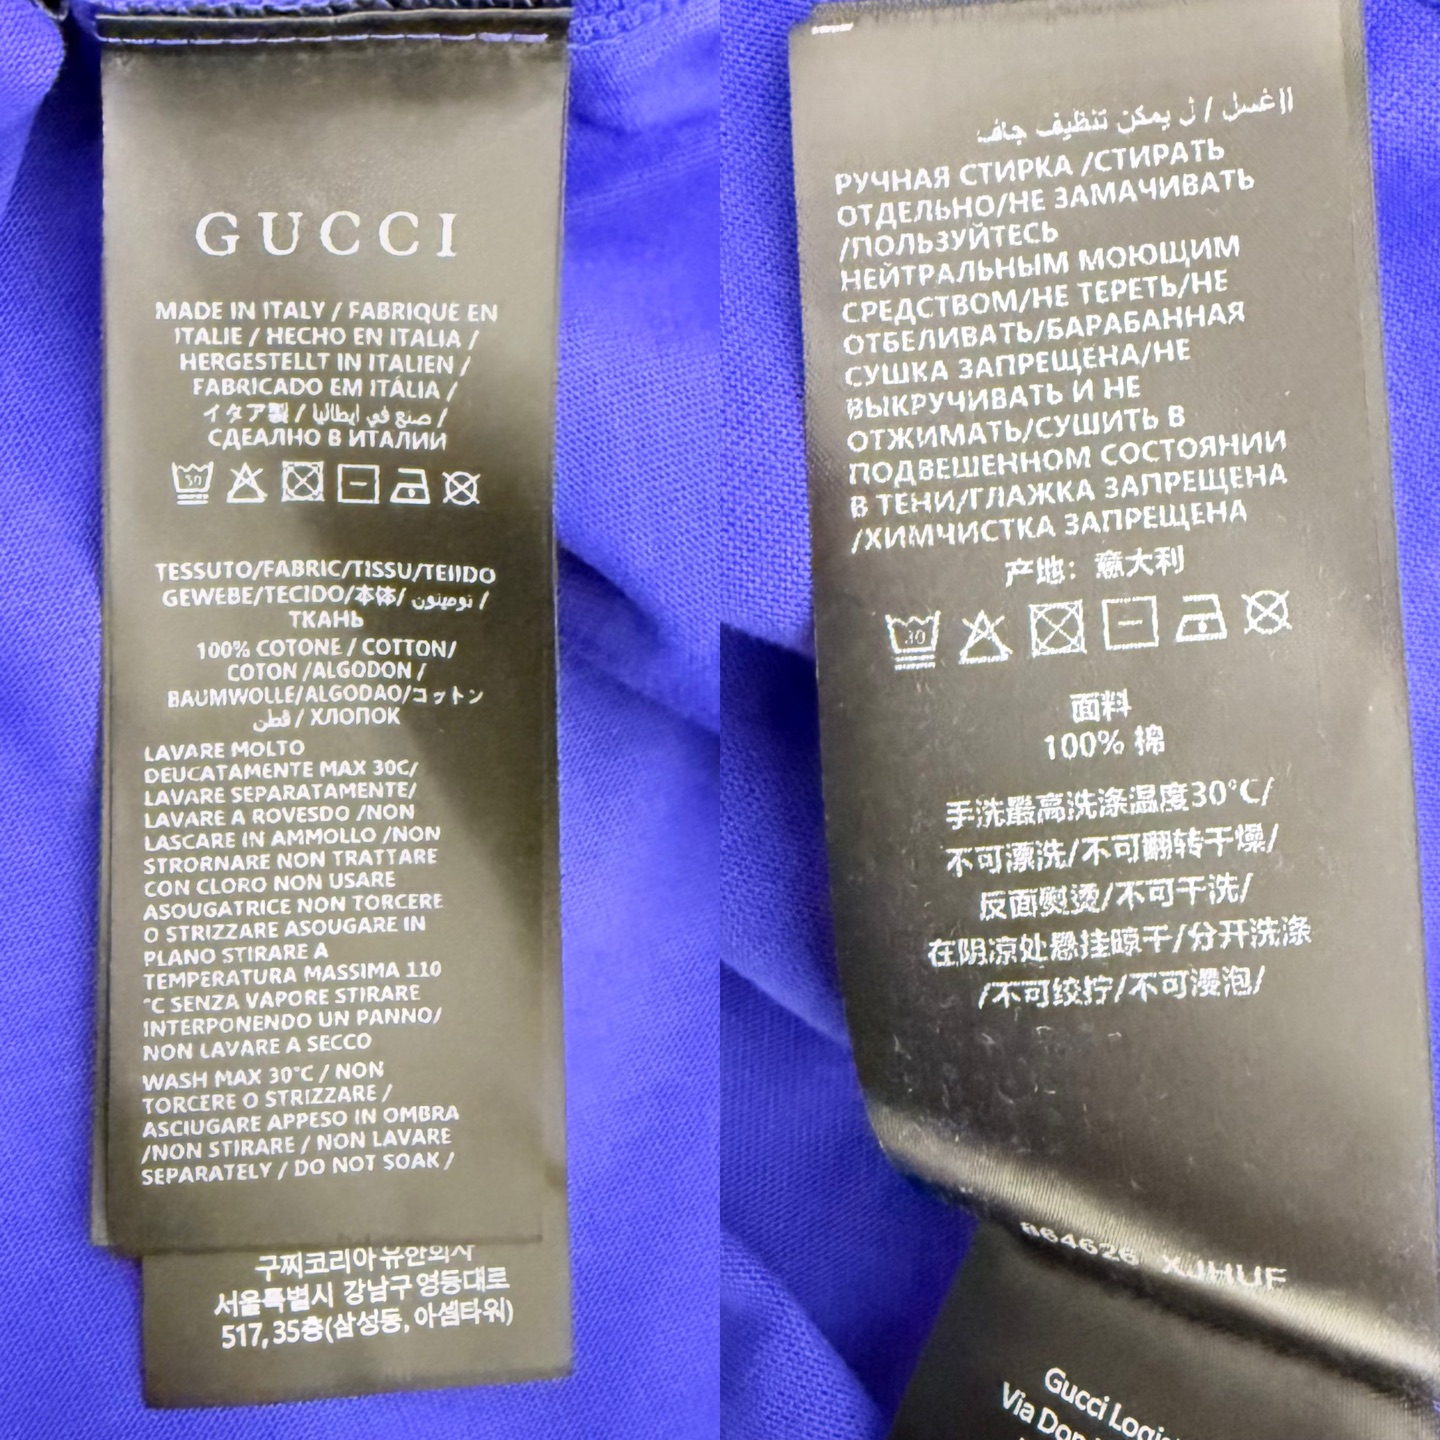 GUCCI
MADE IN ITALY / FABRIQUE EN
ITALIE / HECHO EN ITALIA /
HERGESTELLT IN ITALIEN /
FABRICADO EM ITÁLIA /
イタア製 / صنع في ايطاليا /
СДЕАЛНО В ИТАЛИИ
30
TESSUTO/FABRIC/TISSU/TEIIDO
GEWEBE/TECIDO/本体/ /
ТКАНЬ
100% COTONE / COTTON/
COTON /ALGODON /
BAUMWOLLE/ALGODAO/コットン
قطن / ХЛОПОК
LAVARE MOLTO
DEUCATAMENTE MAX 30C/
LAVARE SEPARATAMENTE/
LAVARE A ROVESDO /NON
LASCARE IN AMMOLLO /NON
STRORNARE NON TRATTARE
CON CLORO NON USARE
ASOUGATRICE NON TORCERE
O STRIZZARE ASOUGARE IN
PLANO STIRARE A
TEMPERATURA MASSIMA 110
°C SENZA VAPORE STIRARE
INTERPONENDO UN PANNO/
NON LAVARE A SECCO
WASH MAX 30°C / NON
TORCERE O STRIZZARE /
ASCIUGARE APPESO IN OMBRA
/NON STIRARE / NON LAVARE
SEPARATELY / DO NOT SOAK /
구찌코리아유한회사
서울특별시 강남구영동대로
517,35층(삼성동, 아셈타워)
ااغسل / ل يمكن تنظيف جاف
РУЧНАЯ СТИРКА /СТИРАТЬ
ОТДЕЛЬНО/НЕ ЗАМАЧИВАТЬ
/ПОЛЬЗУЙТЕСЬ
НЕЙТРАЛЬНЫМ МОЮЩИМ
СРЕДСТВОМ/НЕ ТЕРЕТЬ/НЕ
ОТБЕЛИВАТЬ/БАРАБАННАЯ
СУШКА ЗАПРЕЩЕНА/НЕ
ВЫКРУЧИВАТЬ И НЕ
ОТЖИМАТЬ/СУШИТЬ В
ПОДВЕШЕННОМ СОСТОЯНИИ
В ТЕНИ/ГЛАЖКА ЗАПРЕЩЕНА
/ХИМЧИСТКА ЗАПРЕЩЕНА
产地：意大利
30
面料
100% 棉
手洗最高洗涤温度30°C/
不可漂洗/不可翻转干燥/
反面熨烫/不可干洗/
在阴凉处悬挂晾干/分开洗涤
/不可绞拧/不可浸泡/
864626 XJHUF
Gucci Logis
Via Don